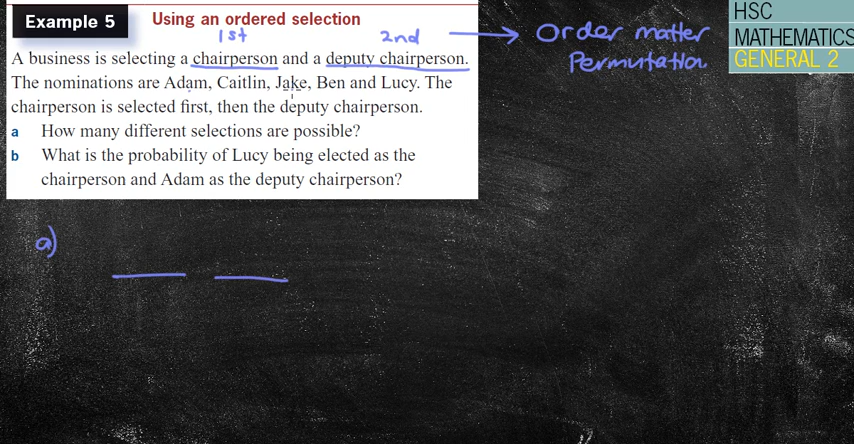 Example 5 Using an ordered selection
1st 2nd
A business is selecting a chairperson and a deputy chairperson.
The nominations are Adam, Caitlin, Jake, Ben and Lucy. The
chairperson is selected first, then the deputy chairperson.
a How many different selections are possible?
b What is the probability of Lucy being elected as the
chairperson and Adam as the deputy chairperson?
Order matter
Permutation
HSC
MATHEMATICS
GENERAL 2
a)